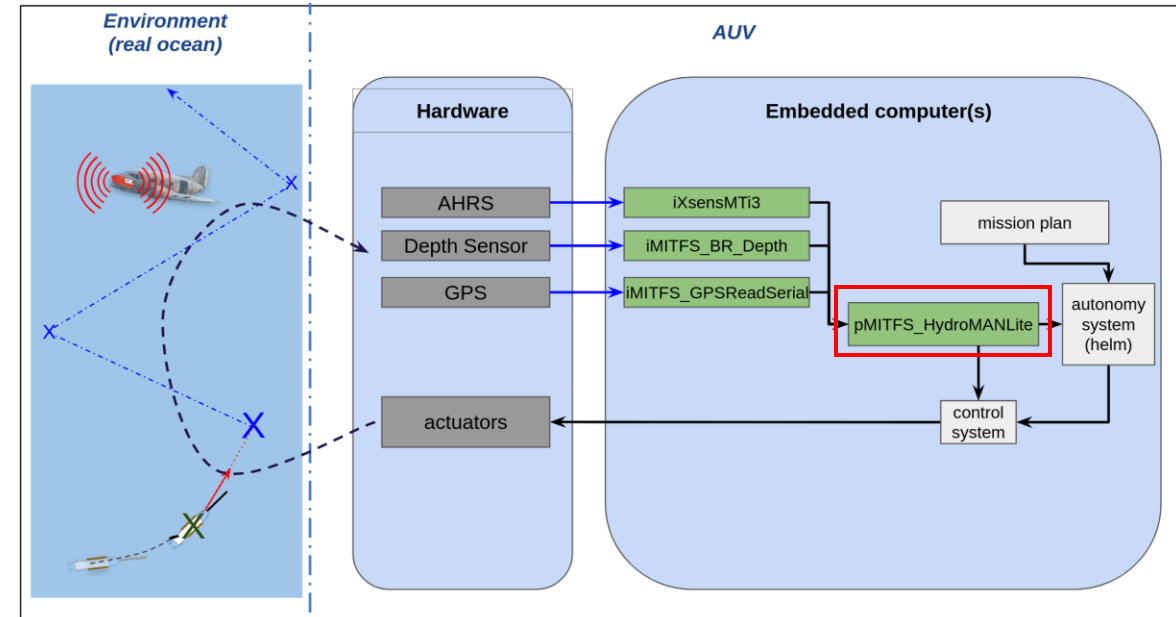 Environment
(real ocean)
AUV
Hardware
Embedded computer(s)
AHRS
iXsensMTi3
mission plan
Depth Sensor
iMITFS_BR_Depth
GPS
iMITFS_GPSReadSerial
autonomy
system
(helm)
pMITFS_HydroMANLite
actuators
control
system
X
X
X
X